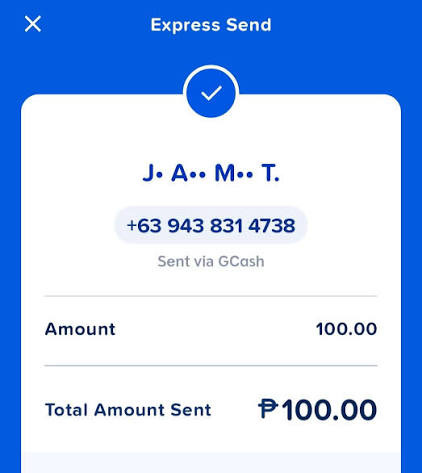 Express Send
J• A•• M•• T.
+63 943 831 4738
Sent via GCash
Amount 100.00
Total Amount Sent ₱100.00